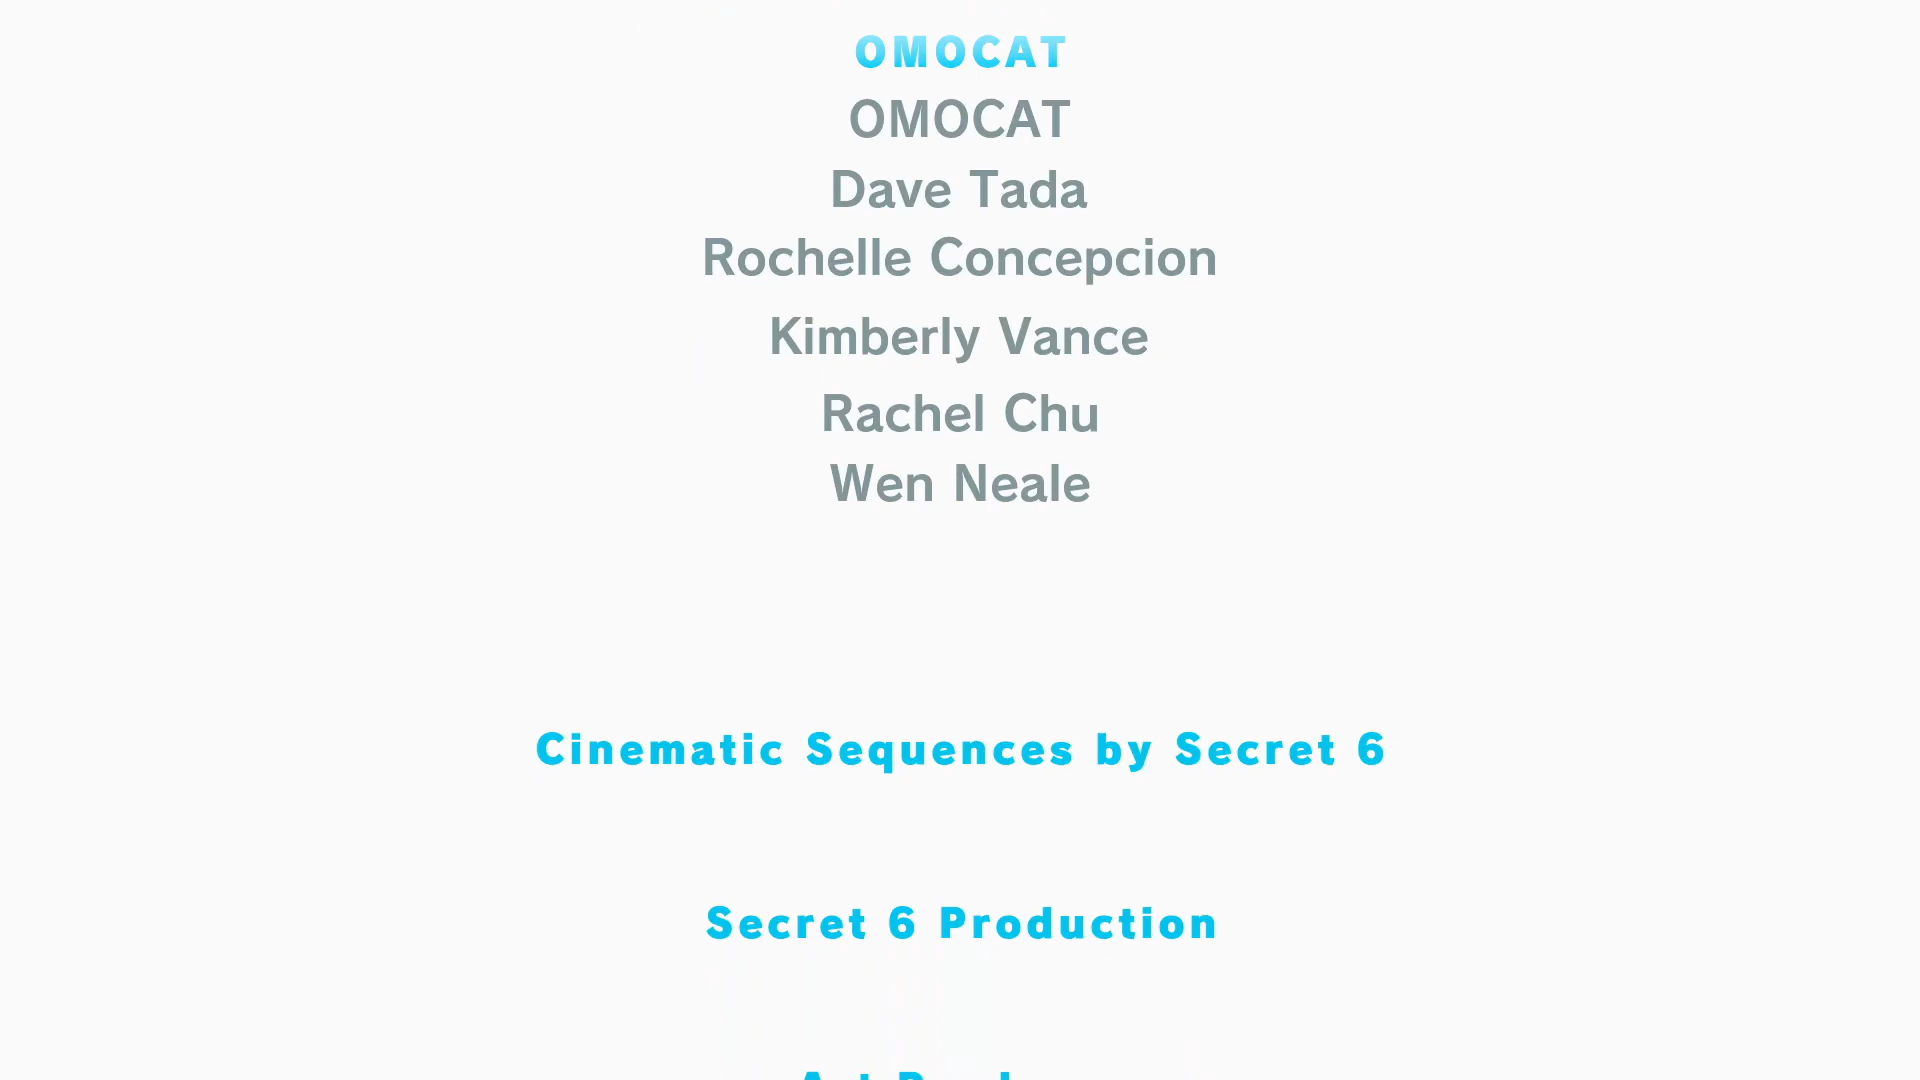 OMOCAT
OMOCAT
Dave Tada
Rochelle Concepcion
Kimberly Vance
Rachel Chu
Wen Neale
Cinematic Sequences by Secret 6
Secret 6 Production